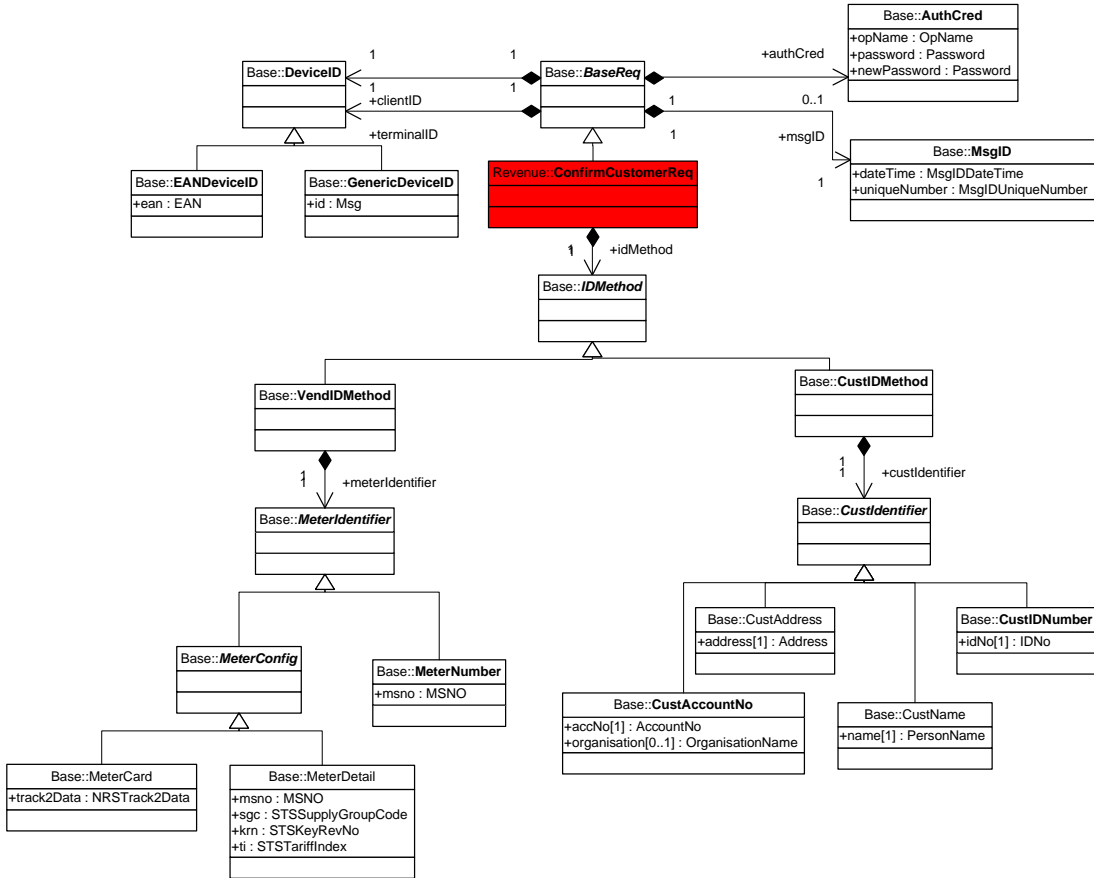 Base::AuthCred
+opName : OpName
+password : Password
+newPassword : Password
1
1
+authCred
Base::DeviceID
Base::BaseReq
1
1
+clientID
1
0..1
+terminalID
1
+msgID
Base::MsgID
+dateTime : MsgIDDateTime
+uniqueNumber : MsgIDUniqueNumber
1
Revenue::ConfirmCustomerReq
Base::EANDeviceID
+ean : EAN
Base::GenericDeviceID
+id : Msg
1
1
+idMethod
Base::IDMethod
Base::VendIDMethod
Base::CustIDMethod
1
1
+meterIdentifier
1
1
+custIdentifier
Base::MeterIdentifier
Base::CustIdentifier
Base::CustAddress
+address[1] : Address
Base::CustIDNumber
+idNo[1] : IDNo
Base::MeterConfig
Base::MeterNumber
+msno : MSNO
Base::CustAccountNo
+accNo[1] : AccountNo
+organisation[0..1] : OrganisationName
Base::CustName
+name[1] : PersonName
Base::MeterCard
+track2Data : NRSTrack2Data
Base::MeterDetail
+msno : MSNO
+sgc : STSSupplyGroupCode
+krn : STSKeyRevNo
+ti : STSTariffIndex